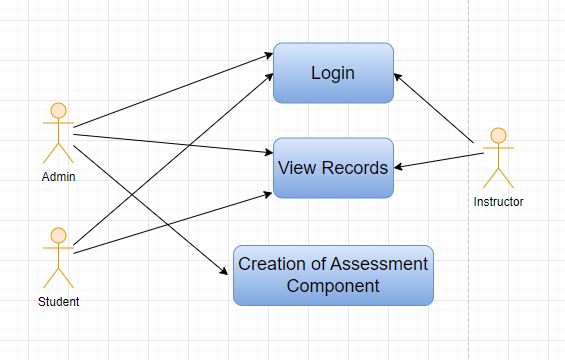 Login
Admin
View Records
Instructor
Creation of Assessment
Component
Student